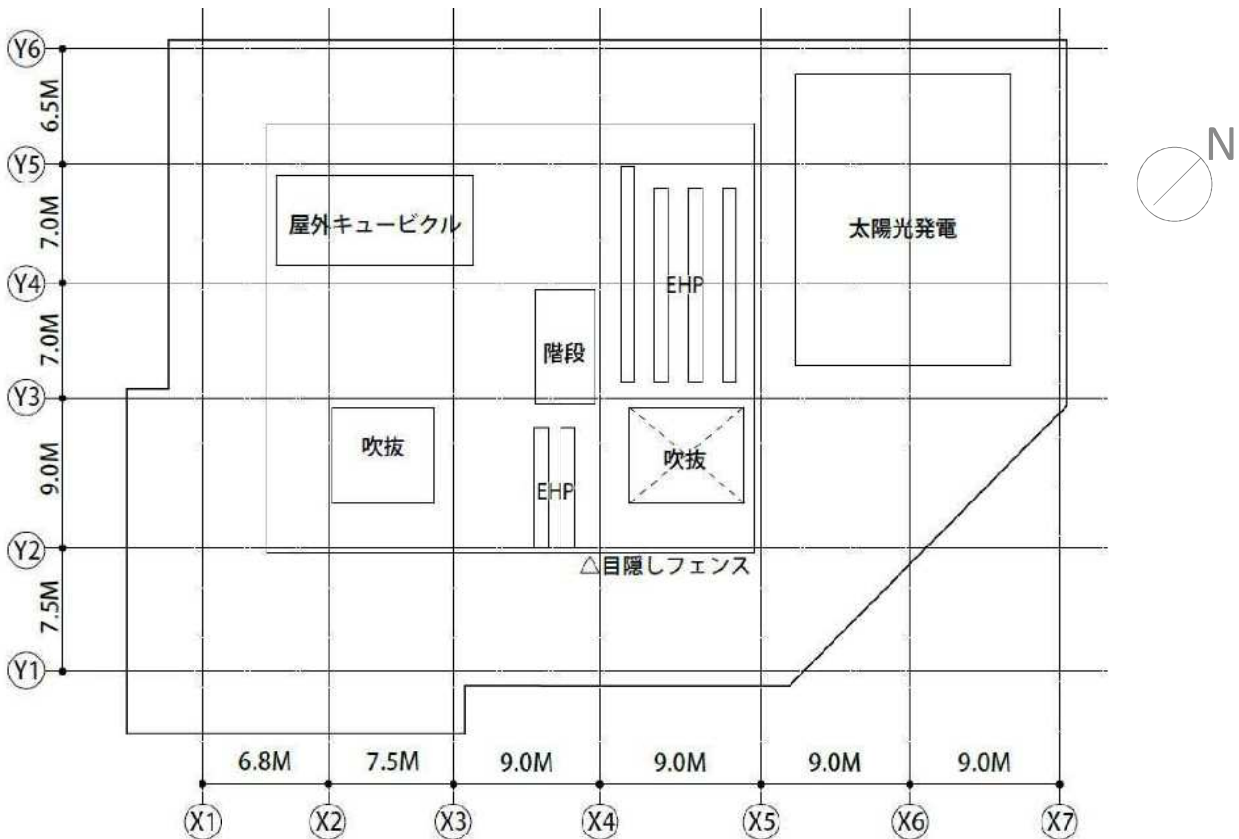 Y6
N
6.5M
Y5
7.0M
屋外キュービクル
太陽光発電
Y4
EHP
7.0M
階段
Y3
吹抜
吹抜
9.0M
EHP
Y2
△目隠しフェンス
7.5M
Y1
6.8M
7.5M
9.0M
9.0M
9.0M
9.0M
X1
X2
X3
X4
X5
X6
X7